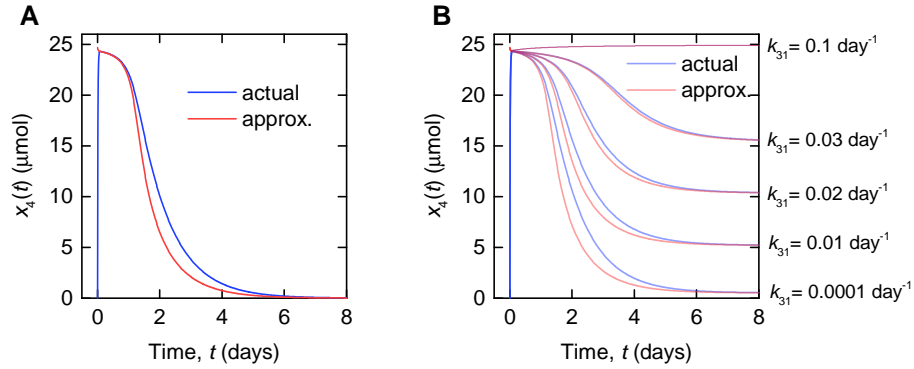 A
x₄(t) (μmol)
25
20
15
10
5
0
actual
approx.
0 2 4 6 8
Time, t (days)
B
x₄(t) (μmol)
25
20
15
10
5
0
actual
approx.
0 2 4 6 8
Time, t (days)
k₃₁= 0.1 day⁻¹
k₃₁= 0.03 day⁻¹
k₃₁= 0.02 day⁻¹
k₃₁= 0.01 day⁻¹
k₃₁= 0.0001 day⁻¹